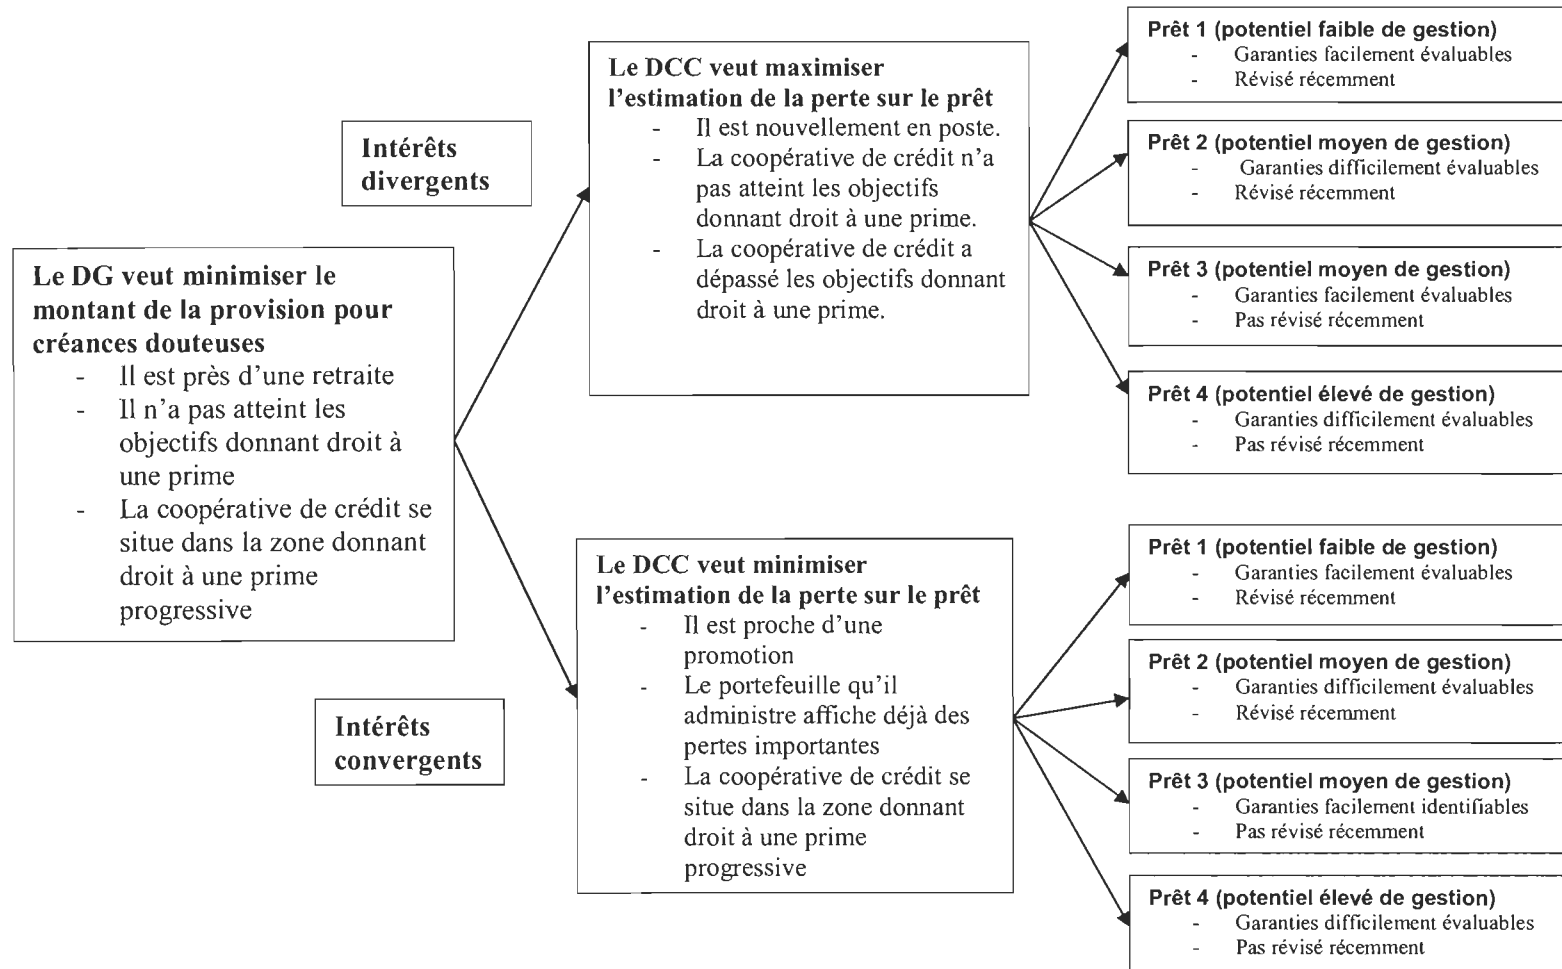 Intérêts
divergents
Le DG veut minimiser le
montant de la provision pour
créances douteuses
- Il est près d'une retraite
- Il n'a pas atteint les
objectifs donnant droit à
une prime
- La coopérative de crédit se
situe dans la zone donnant
droit à une prime
progressive
Intérêts
convergents
Le DCC veut maximiser
l'estimation de la perte sur le prêt
- Il est nouvellement en poste.
- La coopérative de crédit n'a
pas atteint les objectifs
donnant droit à une prime.
- La coopérative de crédit a
dépassé les objectifs donnant
droit à une prime.
Le DCC veut minimiser
l'estimation de la perte sur le prêt
- Il est proche d'une
promotion
- Le portefeuille qu'il
administre affiche déjà des
pertes importantes
- La coopérative de crédit se
situe dans la zone donnant
droit à une prime
progressive
Prêt 1 (potentiel faible de gestion)
- Garanties facilement évaluables
- Révisé récemment
Prêt 2 (potentiel moyen de gestion)
- Garanties difficilement évaluables
- Révisé récemment
Prêt 3 (potentiel moyen de gestion)
- Garanties facilement évaluables
- Pas révisé récemment
Prêt 4 (potentiel élevé de gestion)
- Garanties difficilement évaluables
- Pas révisé récemment
Prêt 1 (potentiel faible de gestion)
- Garanties facilement évaluables
- Révisé récemment
Prêt 2 (potentiel moyen de gestion)
- Garanties difficilement évaluables
- Révisé récemment
Prêt 3 (potentiel moyen de gestion)
- Garanties facilement identifiables
- Pas révisé récemment
Prêt 4 (potentiel élevé de gestion)
- Garanties difficilement évaluables
- Pas révisé récemment